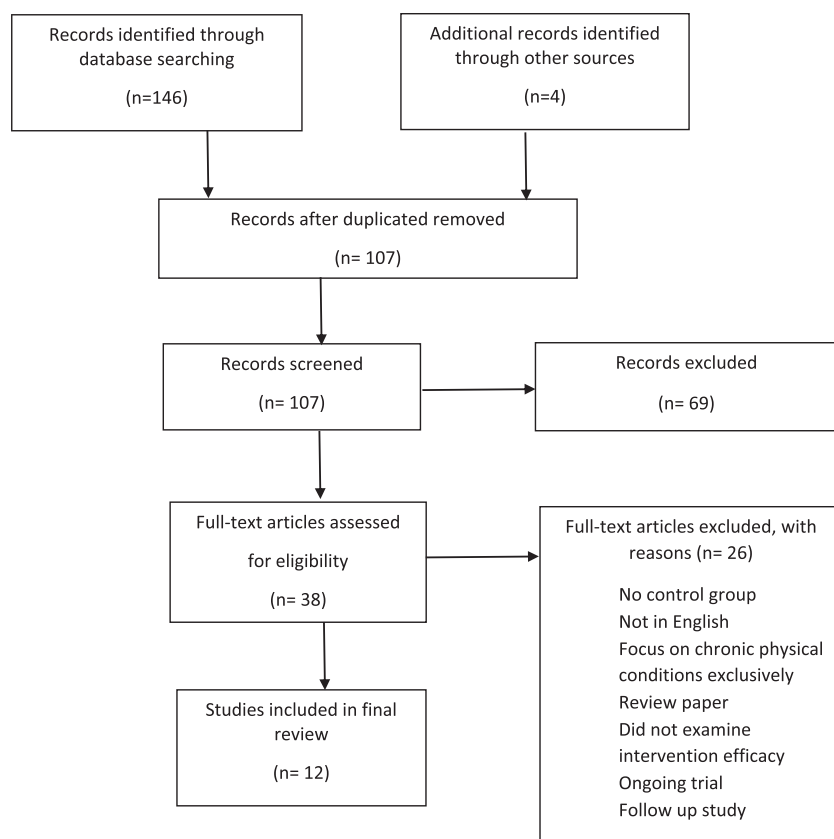 Records identified through
database searching
(n=146)
Additional records identified
through other sources
(n=4)
Records after duplicated removed
(n= 107)
Records screened
(n= 107)
Records excluded
(n= 69)
Full-text articles assessed
for eligibility
(n= 38)
Full-text articles excluded, with
reasons (n= 26)
No control group
Not in English
Focus on chronic physical
conditions exclusively
Review paper
Did not examine
intervention efficacy
Ongoing trial
Follow up study
Studies included in final
review
(n= 12)